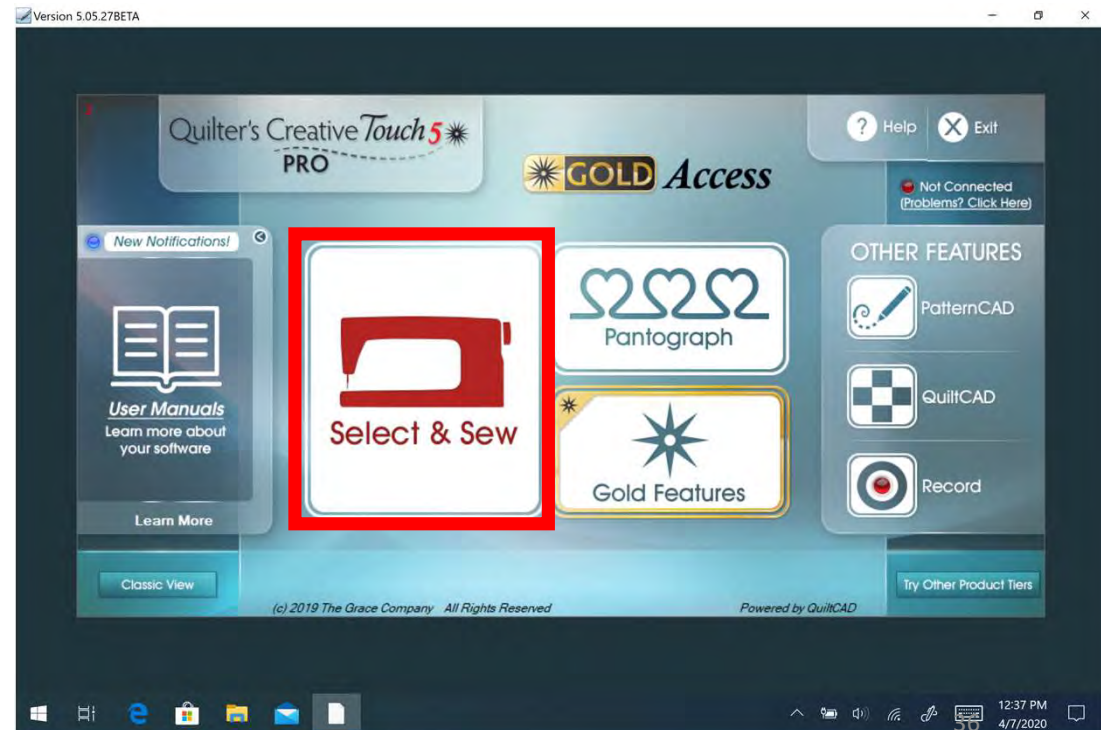 Version 5.05.27BETA
Quilter's Creative Touch 5
PRO
GOLD Access
? Help
X Exit
Not Connected
(Problems? Click Here)
New Notifications!
User Manuals
Learn more about
your software
Learn More
Select & Sew
Pantograph
Gold Features
OTHER FEATURES
PatternCAD
QuiltCAD
Record
Classic View
Try Other Product Tiers
(c) 2019 The Grace Company All Rights Reserved
Powered by QuiltCAD
12:37 PM
4/7/2020
56